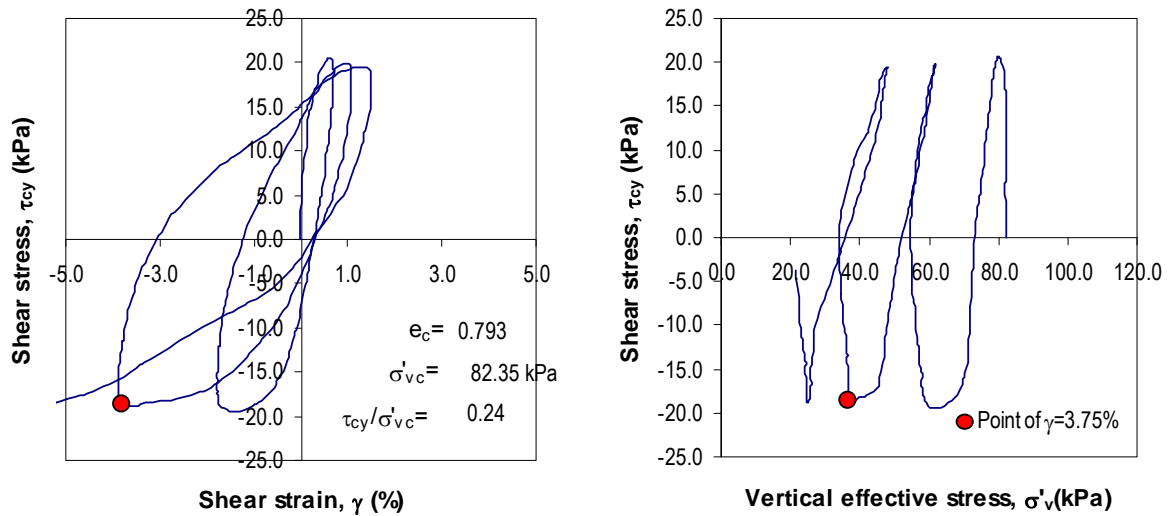 25.0
20.0
15.0
10.0
5.0
0.0
-5.0
-10.0
-15.0
-20.0
-25.0
-5.0 -3.0 -1.0 1.0 3.0 5.0
Shear stress, τcy (kPa)
ec= 0.793
σ'vc= 82.35 kPa
τcy/σ'vc= 0.24
Shear strain, γ (%)
25.0
20.0
15.0
10.0
5.0
0.0
-5.0
-10.0
-15.0
-20.0
-25.0
0.0 20.0 40.0 60.0 80.0 100.0 120.0
Shear stress, τcy (kPa)
Point of γ=3.75%
Vertical effective stress, σ'v(kPa)